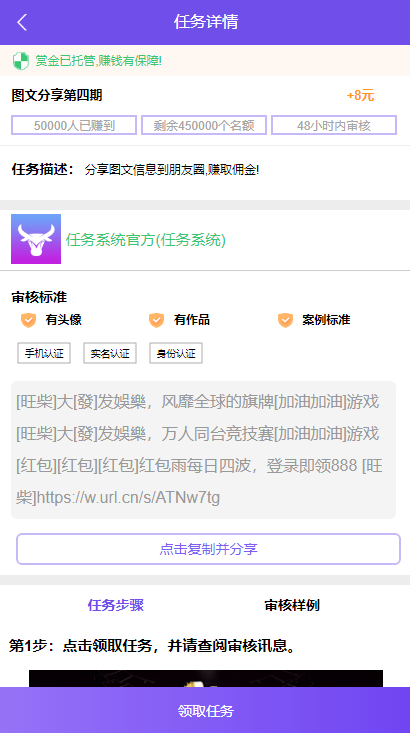 任务详情
赏金已托管,赚钱有保障!
图文分享第四期
+8元
50000人已赚到
剩余450000个名额
48小时内审核
任务描述： 分享图文信息到朋友圈,赚取佣金!
任务系统官方(任务系统)
审核标准
有头像
有作品
案例标准
手机认证
实名认证
身份认证
[旺柴]大[發]发娛樂，风靡全球的旗牌[加油加油]游戏
[旺柴]大[發]发娛樂，万人同台竞技赛[加油加油]游戏
[红包][红包][红包]红包雨每日四波，登录即领888 [旺
柴]https://w.url.cn/s/ATNw7tg
点击复制并分享
任务步骤
审核样例
第1步：点击领取任务，并请查阅审核讯息。
领取任务